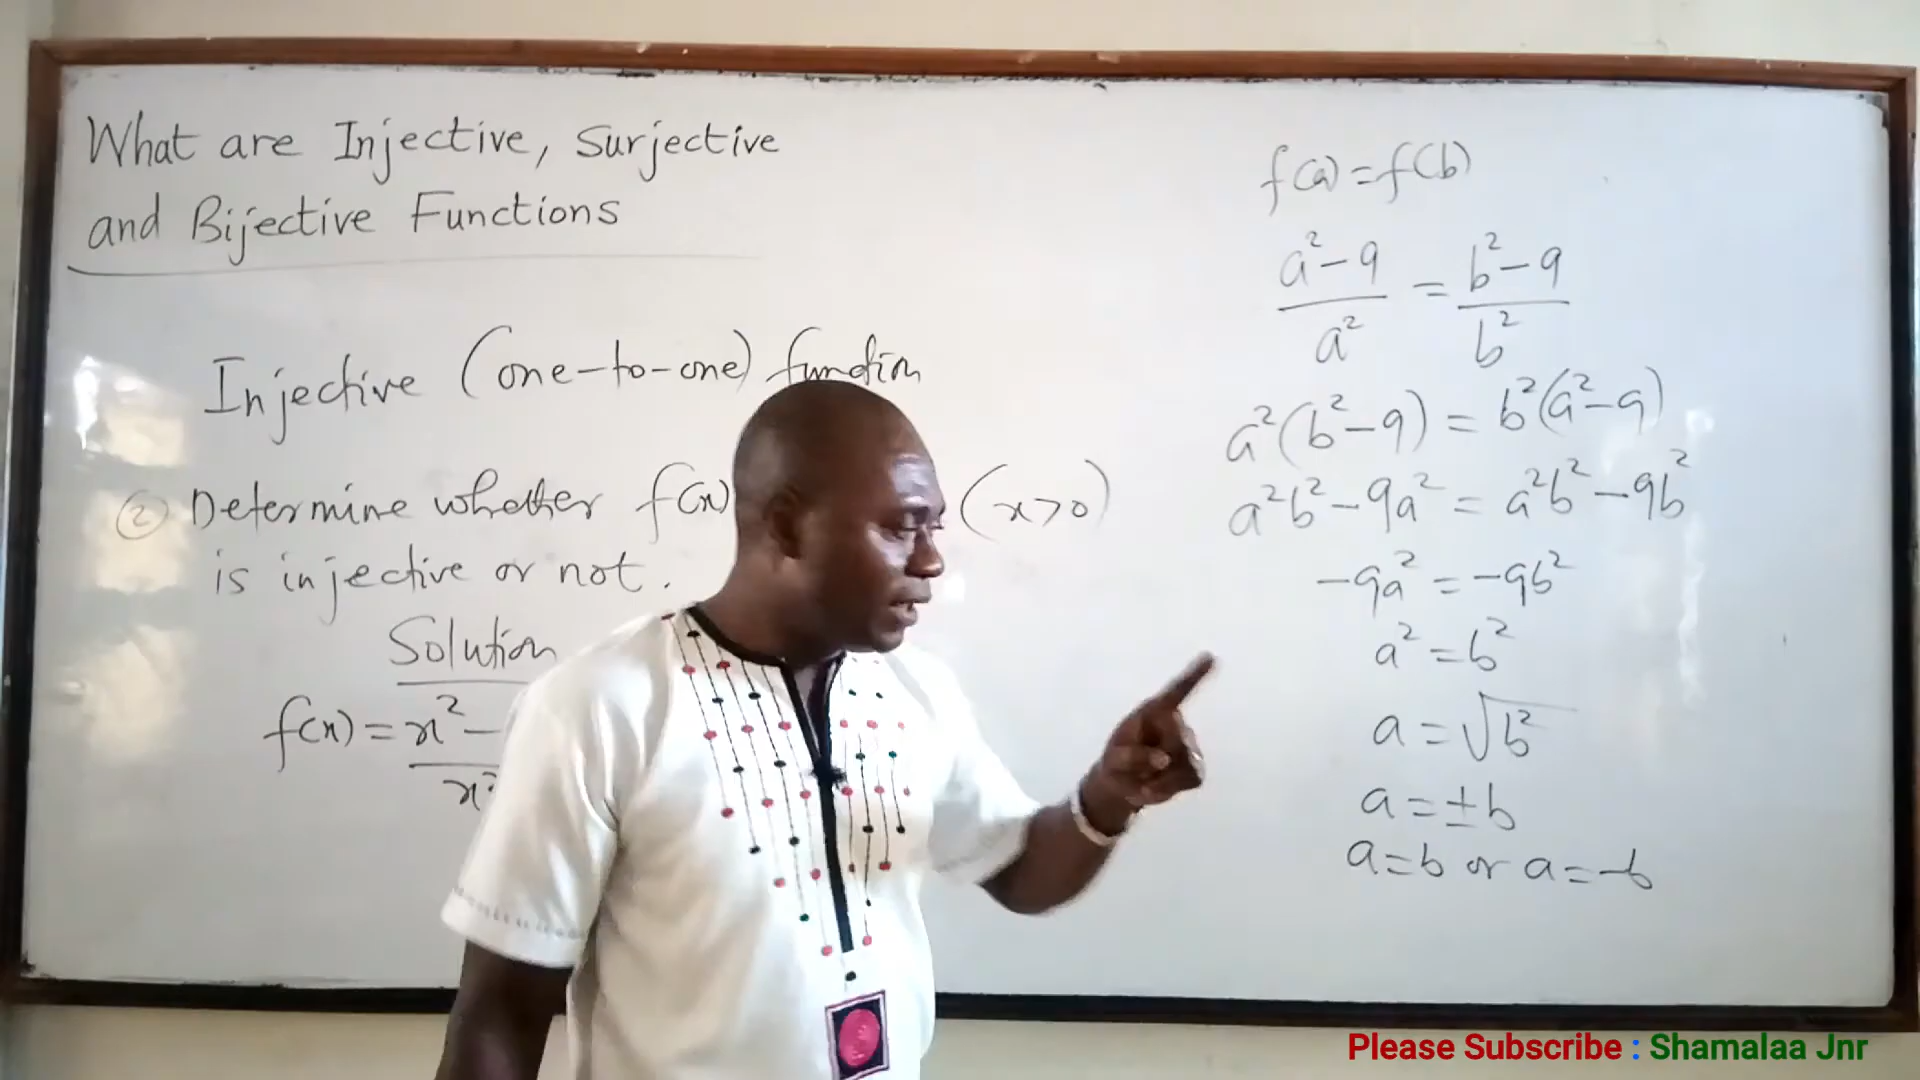 What are Injective, Surjective
and Bijective Functions
Injective (one-to-one) function
② Determine whether f(x) (x>0)
is injective or not.
Solution
f(x) = x² -
x²
f(a) = f(b)
a² - 9 = b² - 9
a² b²
a²(b² - 9) = b²(a² - 9)
a²b² - 9a² = a²b² - 9b²
-9a² = -9b²
a² = b²
a = √b²
a = ±b
a = b or a = -b
Please Subscribe : Shamalaa Jnr